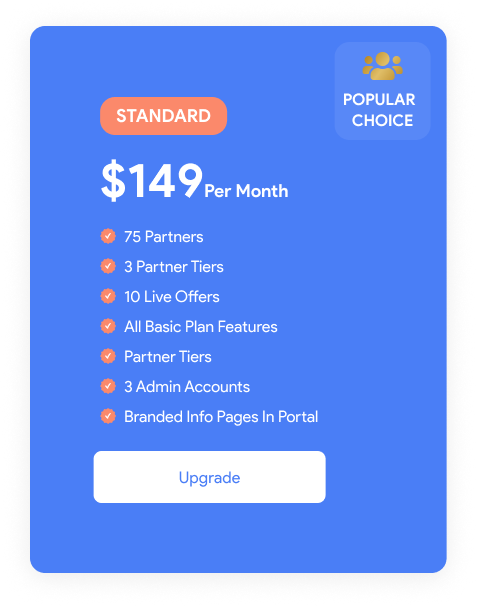 POPULAR
CHOICE
STANDARD
$149 Per Month
75 Partners
3 Partner Tiers
10 Live Offers
All Basic Plan Features
Partner Tiers
3 Admin Accounts
Branded Info Pages In Portal
Upgrade